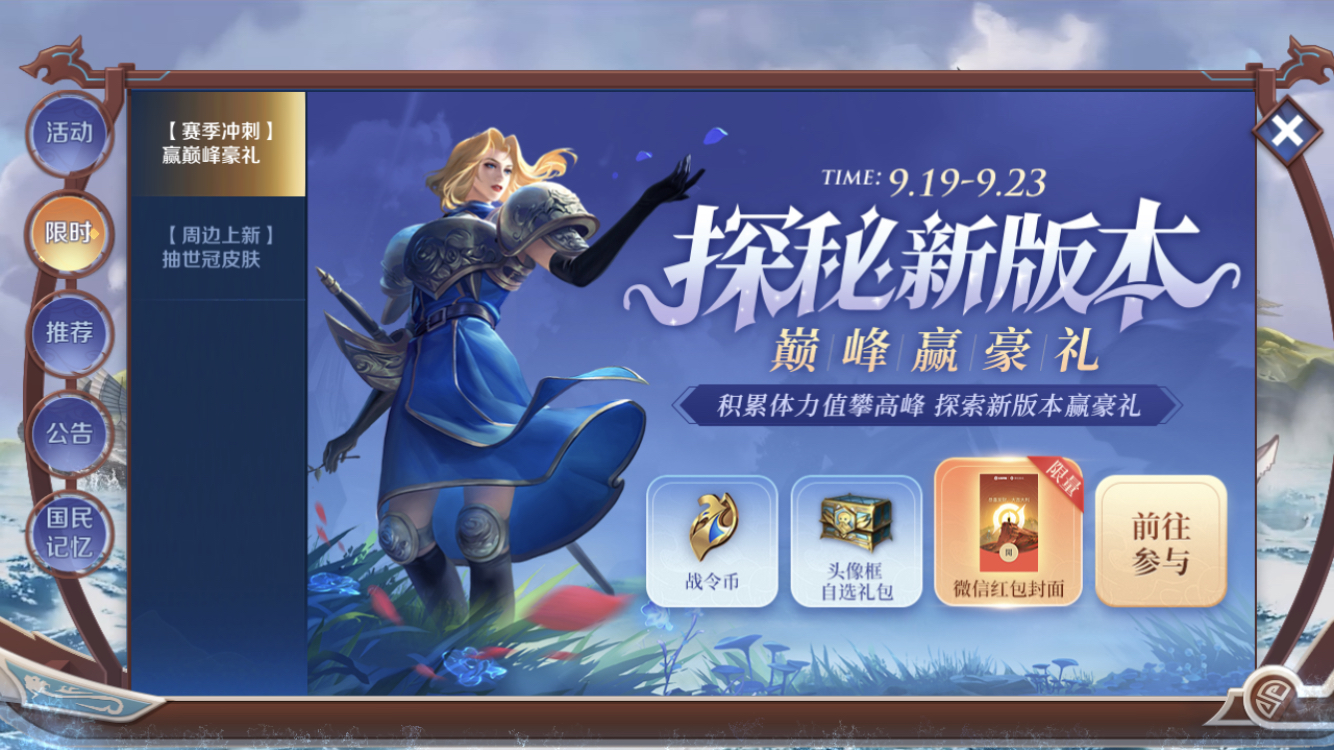 活动
限时
推荐
公告
国民
记忆
【赛季冲刺】
赢巅峰豪礼
【周边上新】
抽世冠皮肤
TIME: 9.19-9.23
探秘新版本
巅峰赢豪礼
积累体力值攀高峰 探索新版本赢豪礼
战令币
头像框
自选礼包
限量
開
微信红包封面
前往
参与